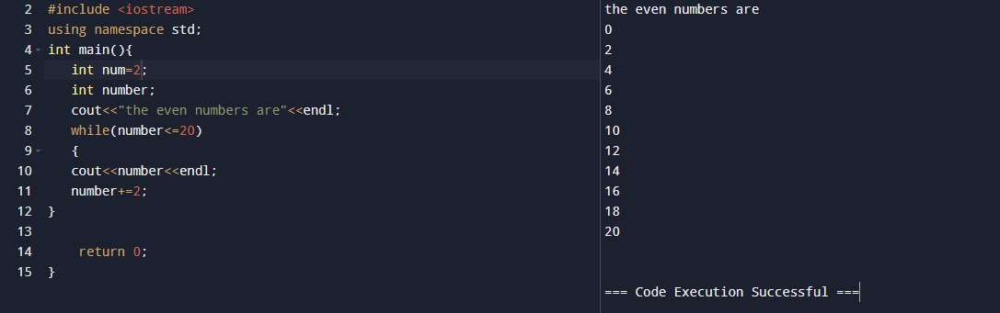 2 #include <iostream>
3 using namespace std;
4 int main(){
5 int num=2;
6 int number;
7 cout<<"the even numbers are"<<endl;
8 while(number<=20)
9 {
10 cout<<number<<endl;
11 number+=2;
12 }
13
14 return 0;
15 }
the even numbers are
0
2
4
6
8
10
12
14
16
18
20
=== Code Execution Successful ===